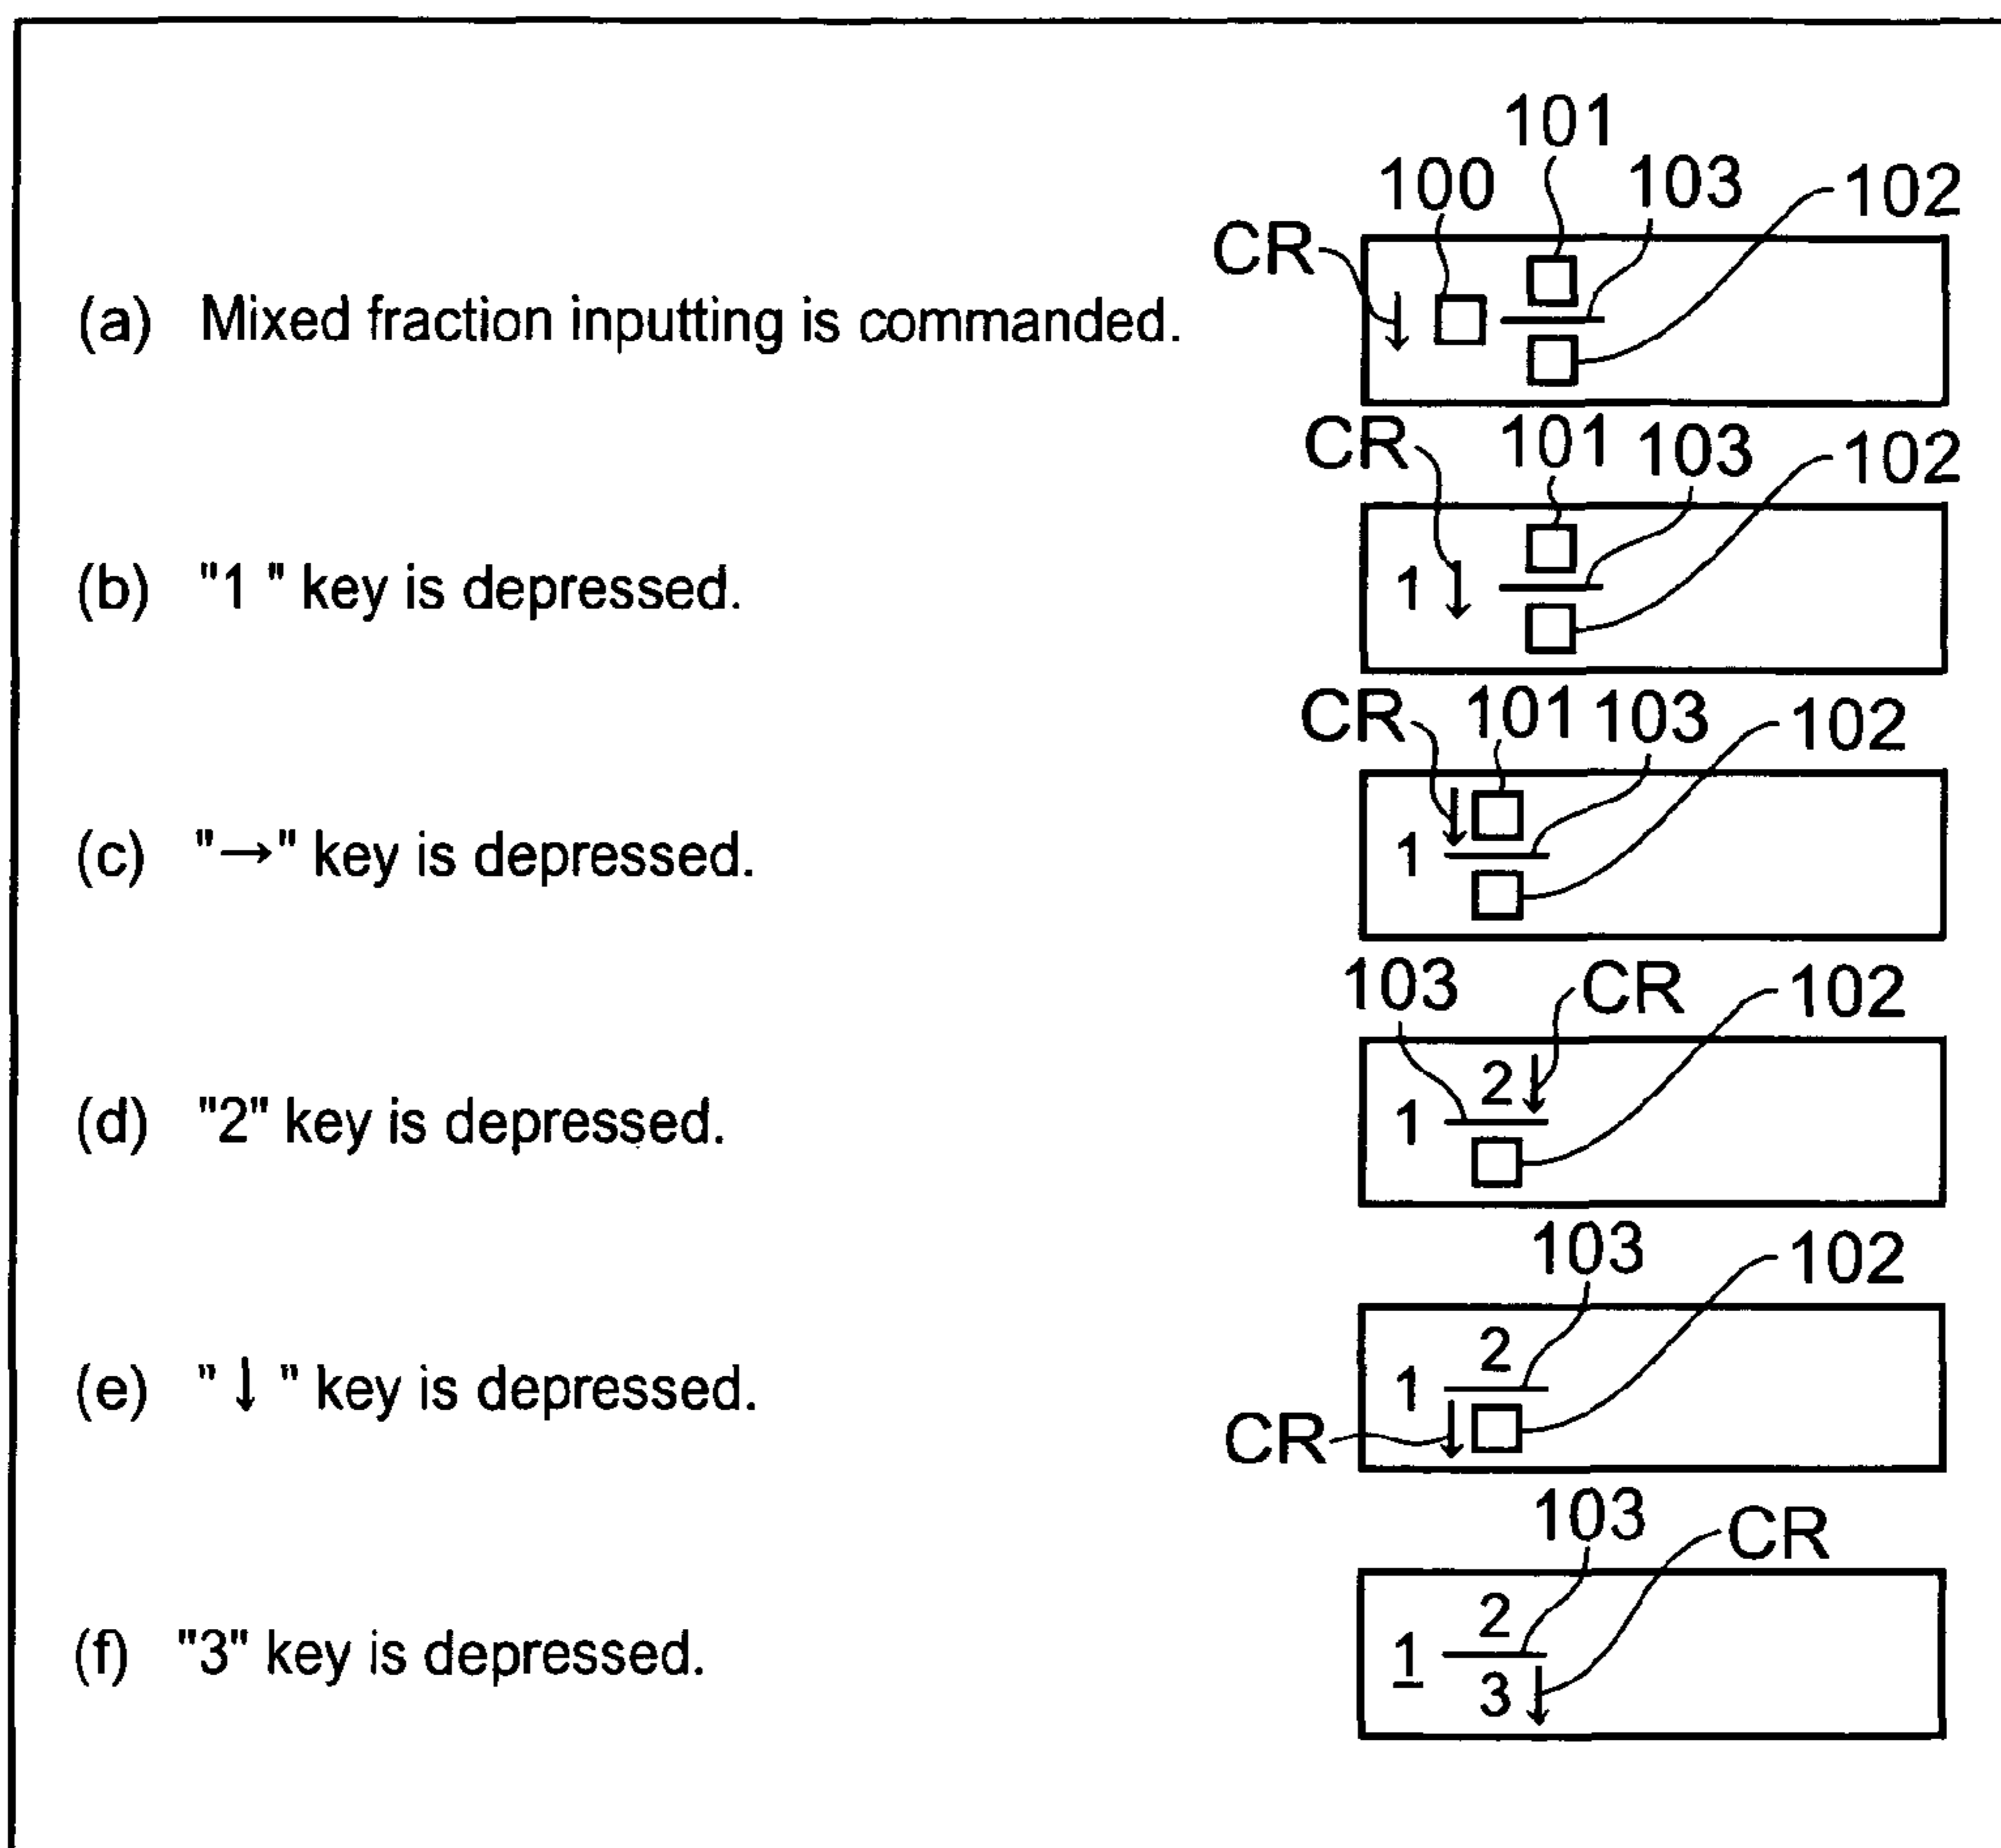 101
100 103 102
CR
(a) Mixed fraction inputting is commanded.
CR 101 103 102
(b) "1 " key is depressed. 1
CR 101 103 102
(c) "→" key is depressed. 1
103 CR 102
2
(d) "2" key is depressed. 1
103 102
2
(e) " ↓ " key is depressed. 1
CR
103 CR
2
(f) "3" key is depressed. 1
3